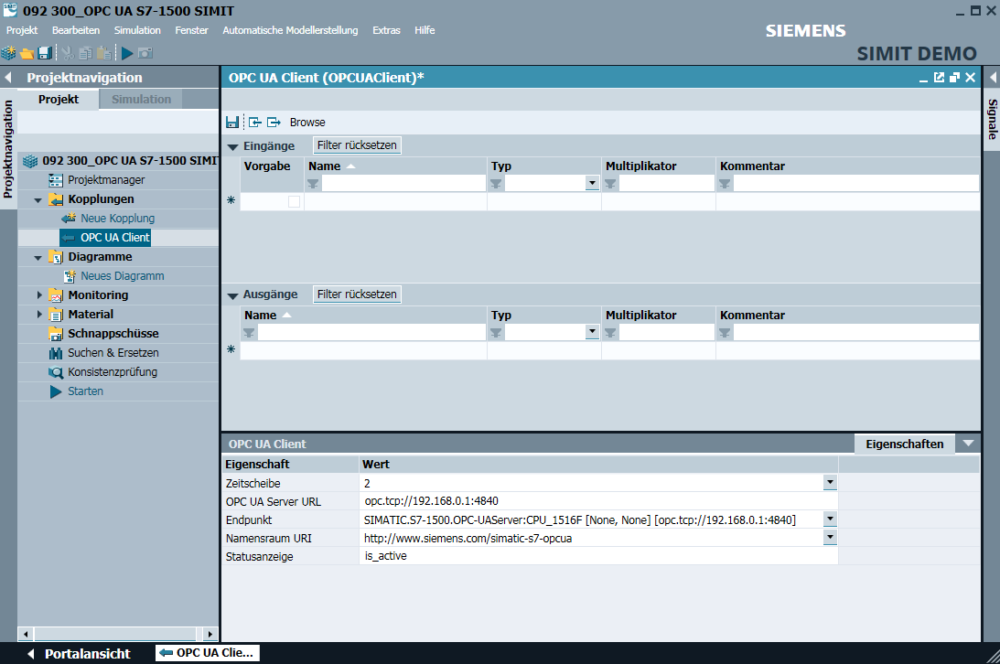 092 300_OPC UA S7-1500 SIMIT
Projekt Bearbeiten Simulation Fenster Automatische Modellerstellung Extras Hilfe
SIEMENS
SIMIT DEMO
Projektnavigation
Projekt Simulation
Projektnavigation
092 300_OPC UA S7-1500 SIMI
Projektmanager
Kopplungen
Neue Kopplung
OPC UA Client
Diagramme
Neues Diagramm
Monitoring
Material
Schnappschüsse
Suchen & Ersetzen
Konsistenzprüfung
Starten
OPC UA Client (OPCUAClient)*
Browse
Eingänge Filter rücksetzen
Vorgabe Name Typ Multiplikator Kommentar
Ausgänge Filter rücksetzen
Name Typ Multiplikator Kommentar
Signale
OPC UA Client Eigenschaften
Eigenschaft Wert
Zeitscheibe 2
OPC UA Server URL opc.tcp://192.168.0.1:4840
Endpunkt SIMATIC.S7-1500.OPC-UAServer:CPU_1516F [None, None] [opc.tcp://192.168.0.1:4840]
Namensraum URI http://www.siemens.com/simatic-s7-opcua
Statusanzeige is_active
Portalansicht OPC UA Clie...